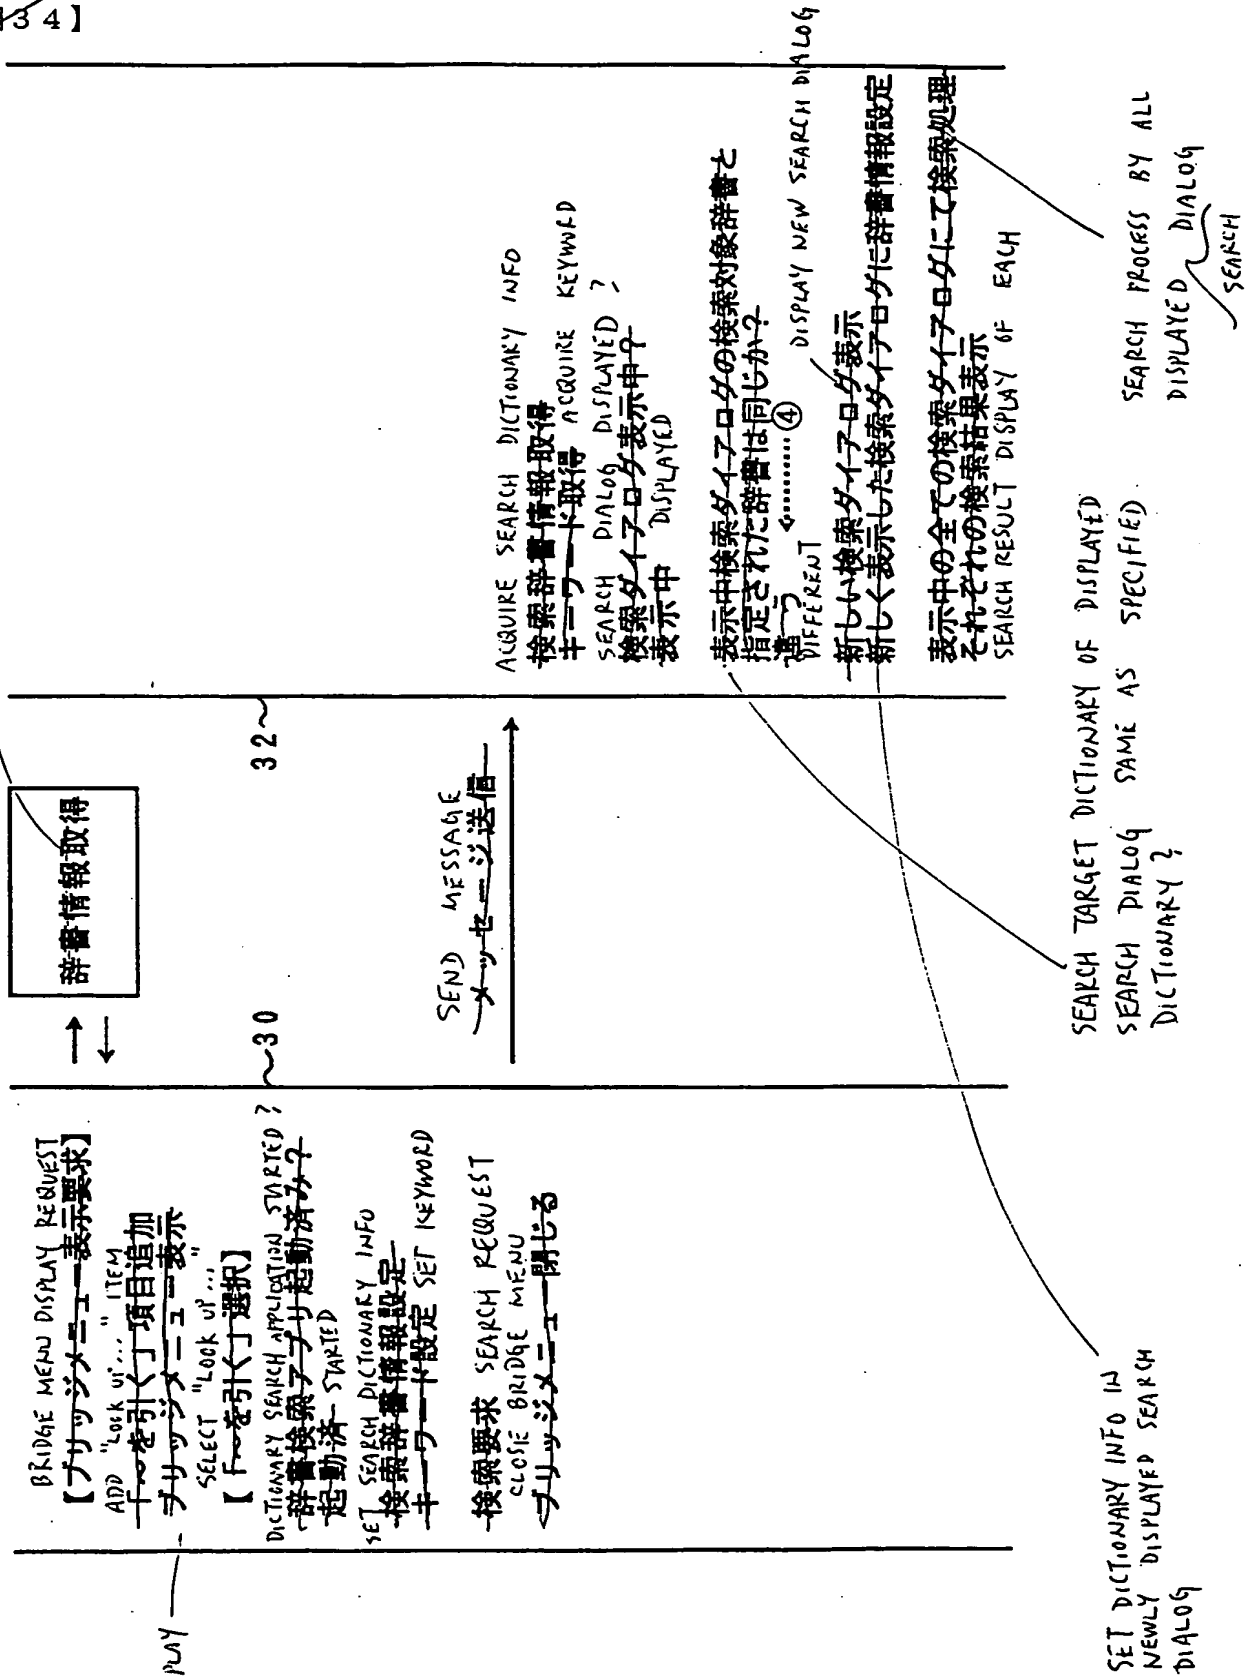 34】
BRIDGE MENU DISPLAY REQUEST
【ブリッジメニュー表示要求】
ADD "LOOK UP..." ITEM
「～を引く」項目追加
ブリッジメニュー表示
PLAY
SELECT "LOOK UP..."
【「～を引く」選択】
DICTIONARY SEARCH APPLICATION STARTED ?
辞書検索アプリ起動済み？
起動済 STARTED
SET SEARCH DICTIONARY INFO
検索辞書情報設定
キーワード設定 SET KEYWORD
検索要求 SEARCH REQUEST
CLOSE BRIDGE MENU
ブリッジメニュー閉じる
30
辞書情報取得
32
SEND MESSAGE
メッセージ送信
ACQUIRE SEARCH DICTIONARY INFO
検索辞書情報取得
キーワード取得 ACQUIRE KEYWORD
SEARCH DIALOG DISPLAYED ?
検索ダイアログ表示中？
表示中 DISPLAYED
表示中検索ダイアログの検索対象辞書と
指定された辞書は同じか？
違う ④
DIFFERENT
DISPLAY NEW SEARCH DIALOG
新しい検索ダイアログ表示
新しく表示した検索ダイアログに辞書情報設定
表示中の全ての検索ダイアログにて検索処理
それぞれの検索結果表示
SEARCH RESULT DISPLAY OF EACH
SET DICTIONARY INFO IN
NEWLY DISPLAYED SEARCH
DIALOG
SEARCH TARGET DICTIONARY OF DISPLAYED
SEARCH DIALOG SAME AS SPECIFIED
DICTIONARY ?
SEARCH PROCESS BY ALL
DISPLAYED DIALOG
SEARCH